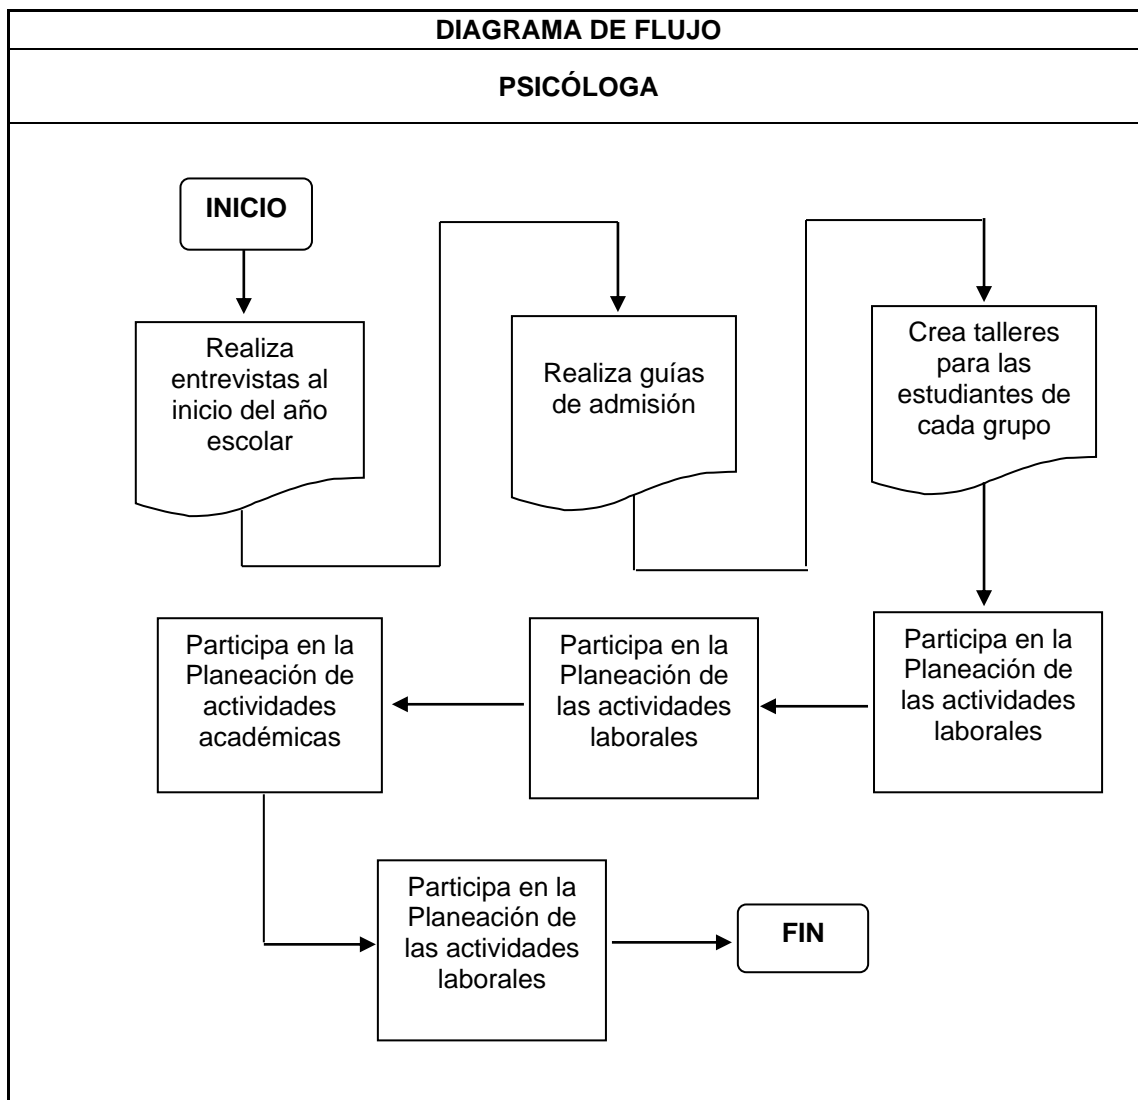 DIAGRAMA DE FLUJO
PSICÓLOGA
INICIO
Realiza
entrevistas al
inicio del año
escolar
Realiza guías
de admisión
Crea talleres
para las
estudiantes de
cada grupo
Participa en la
Planeación de
las actividades
laborales
Participa en la
Planeación de
las actividades
laborales
Participa en la
Planeación de
actividades
académicas
Participa en la
Planeación de
las actividades
laborales
FIN